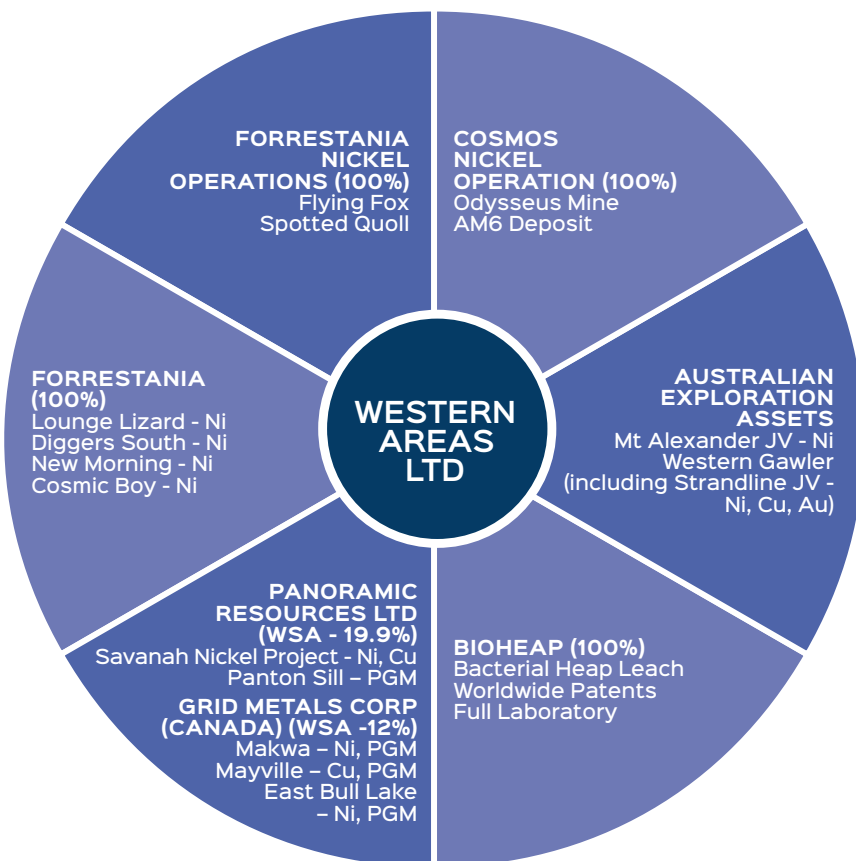 FORRESTANIA
NICKEL
OPERATIONS (100%)
Flying Fox
Spotted Quoll
COSMOS
NICKEL
OPERATION (100%)
Odysseus Mine
AM6 Deposit
FORRESTANIA
(100%)
Lounge Lizard - Ni
Diggers South - Ni
New Morning - Ni
Cosmic Boy - Ni
WESTERN
AREAS
LTD
AUSTRALIAN
EXPLORATION
ASSETS
Mt Alexander JV - Ni
Western Gawler
(including Strandline JV -
Ni, Cu, Au)
PANORAMIC
RESOURCES LTD
(WSA - 19.9%)
Savanah Nickel Project - Ni, Cu
Panton Sill – PGM
GRID METALS CORP
(CANADA) (WSA -12%)
Makwa – Ni, PGM
Mayville – Cu, PGM
East Bull Lake
– Ni, PGM
BIOHEAP (100%)
Bacterial Heap Leach
Worldwide Patents
Full Laboratory